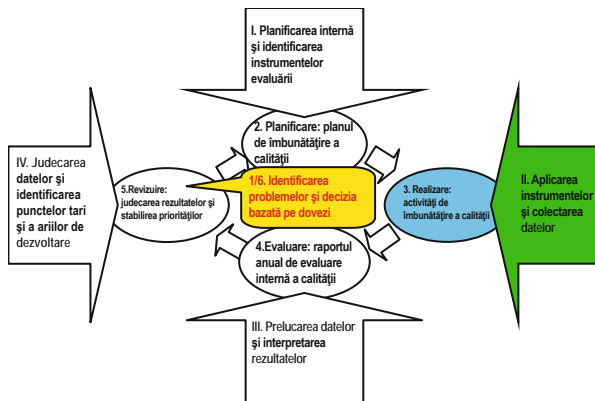 I. Planificarea internă
şi identificarea
instrumentelor
evaluării
2. Planificare: planul
de îmbunătăţire a
calităţii
IV. Judecarea
datelor şi
identificarea
punctelor tari
şi a ariilor de
dezvoltare
5.Revizuire:
judecarea rezultatelor şi
stabilirea priorităţilor
1/6. Identificarea
problemelor şi decizia
bazată pe dovezi
3. Realizare:
activităţi de
îmbunătăţire a calităţii
II. Aplicarea
instrumentelor
şi colectarea
datelor
4.Evaluare: raportul
anual de evaluare
internă a calităţii
III. Prelucarea datelor
şi interpretarea
rezultatelor